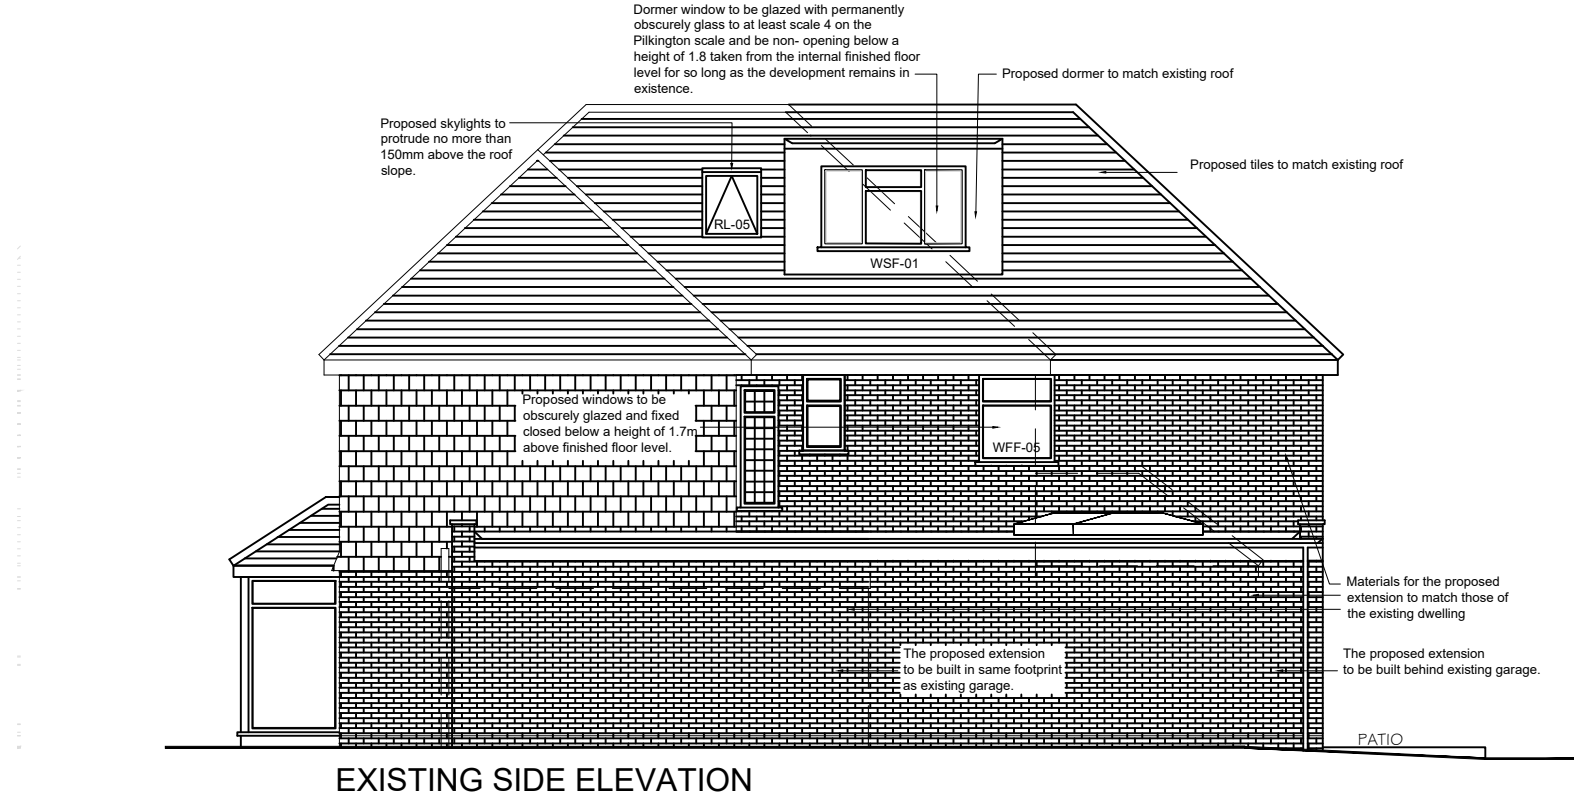 Dormer window to be glazed with permanently
obscurely glass to at least scale 4 on the
Pilkington scale and be non- opening below a
height of 1.8 taken from the internal finished floor
level for so long as the development remains in
existence.
Proposed dormer to match existing roof
Proposed skylights to
protrude no more than
150mm above the roof
slope.
Proposed tiles to match existing roof
RL-05
WSF-01
Proposed windows to be
obscurely glazed and fixed
closed below a height of 1.7m
above finished floor level.
WFF-05
Materials for the proposed
extension to match those of
the existing dwelling
The proposed extension
to be built in same footprint
as existing garage.
The proposed extension
to be built behind existing garage.
PATIO
EXISTING SIDE ELEVATION